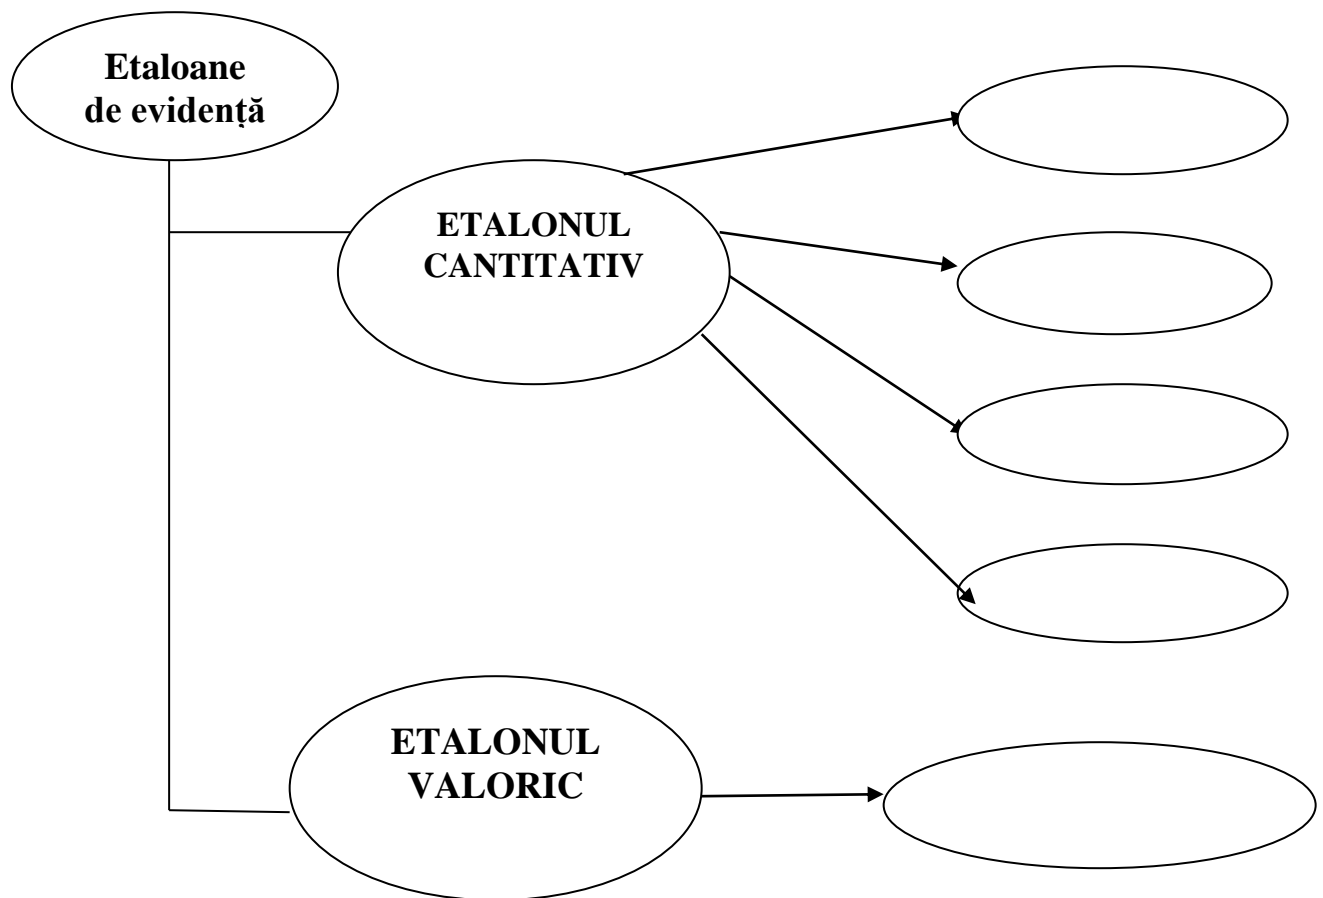 Etaloane
de evidență
ETALONUL
CANTITATIV
ETALONUL
VALORIC